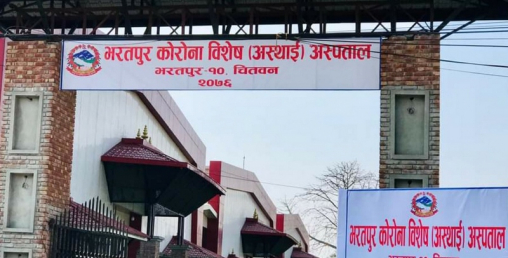 भरतपुर कोरोना विशेष (अस्थाई) अस्पताल
भरतपुर-१०, चितवन
२०७६
भरतपुर कोरोना विशेष (अस्थाई) अस्पताल